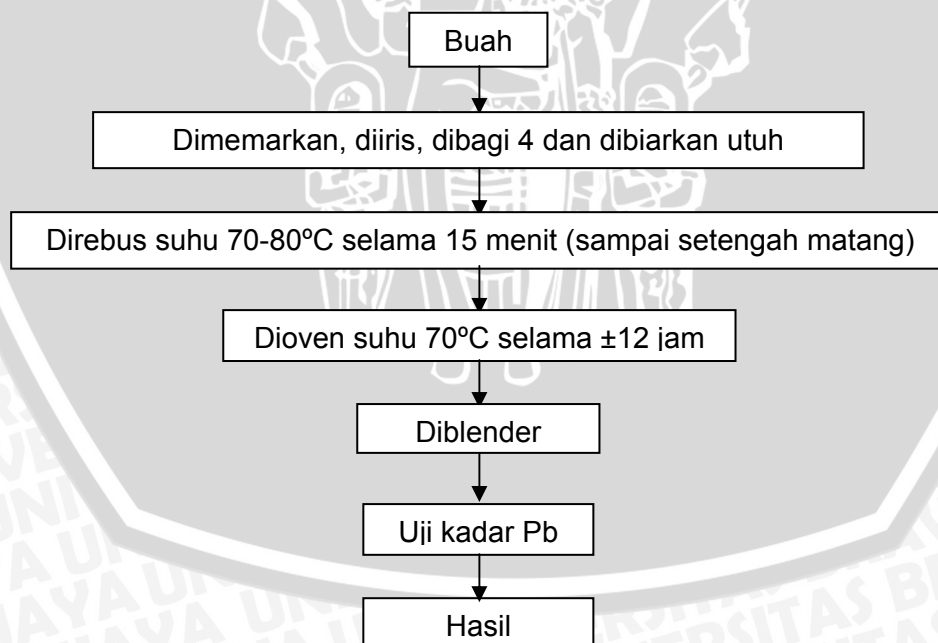 Buah
Dimemarkan, diiris, dibagi 4 dan dibiarkan utuh
Direbus suhu 70-80ºC selama 15 menit (sampai setengah matang)
Dioven suhu 70ºC selama ±12 jam
Diblender
Uji kadar Pb
Hasil